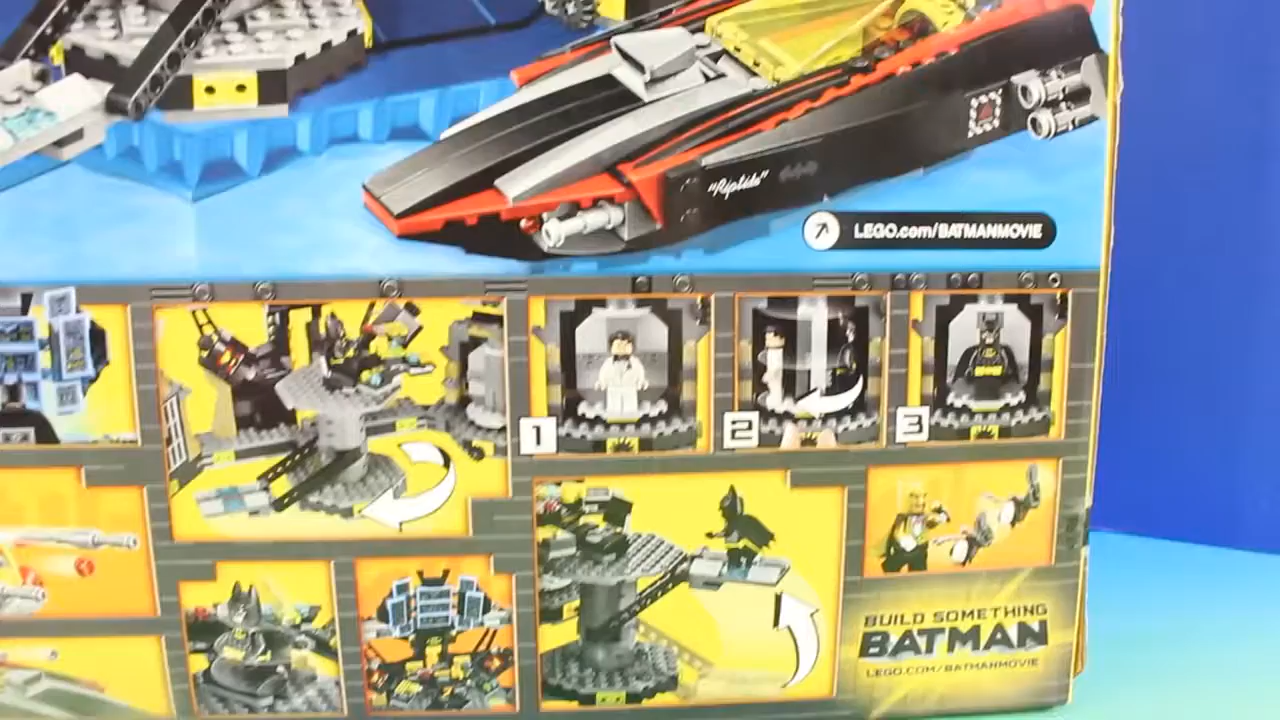 "Riptide"
LEGO.com/BATMANMOVIE
1
2
3
BUILD SOMETHING
BATMAN
LEGO.COM/BATMANMOVIE